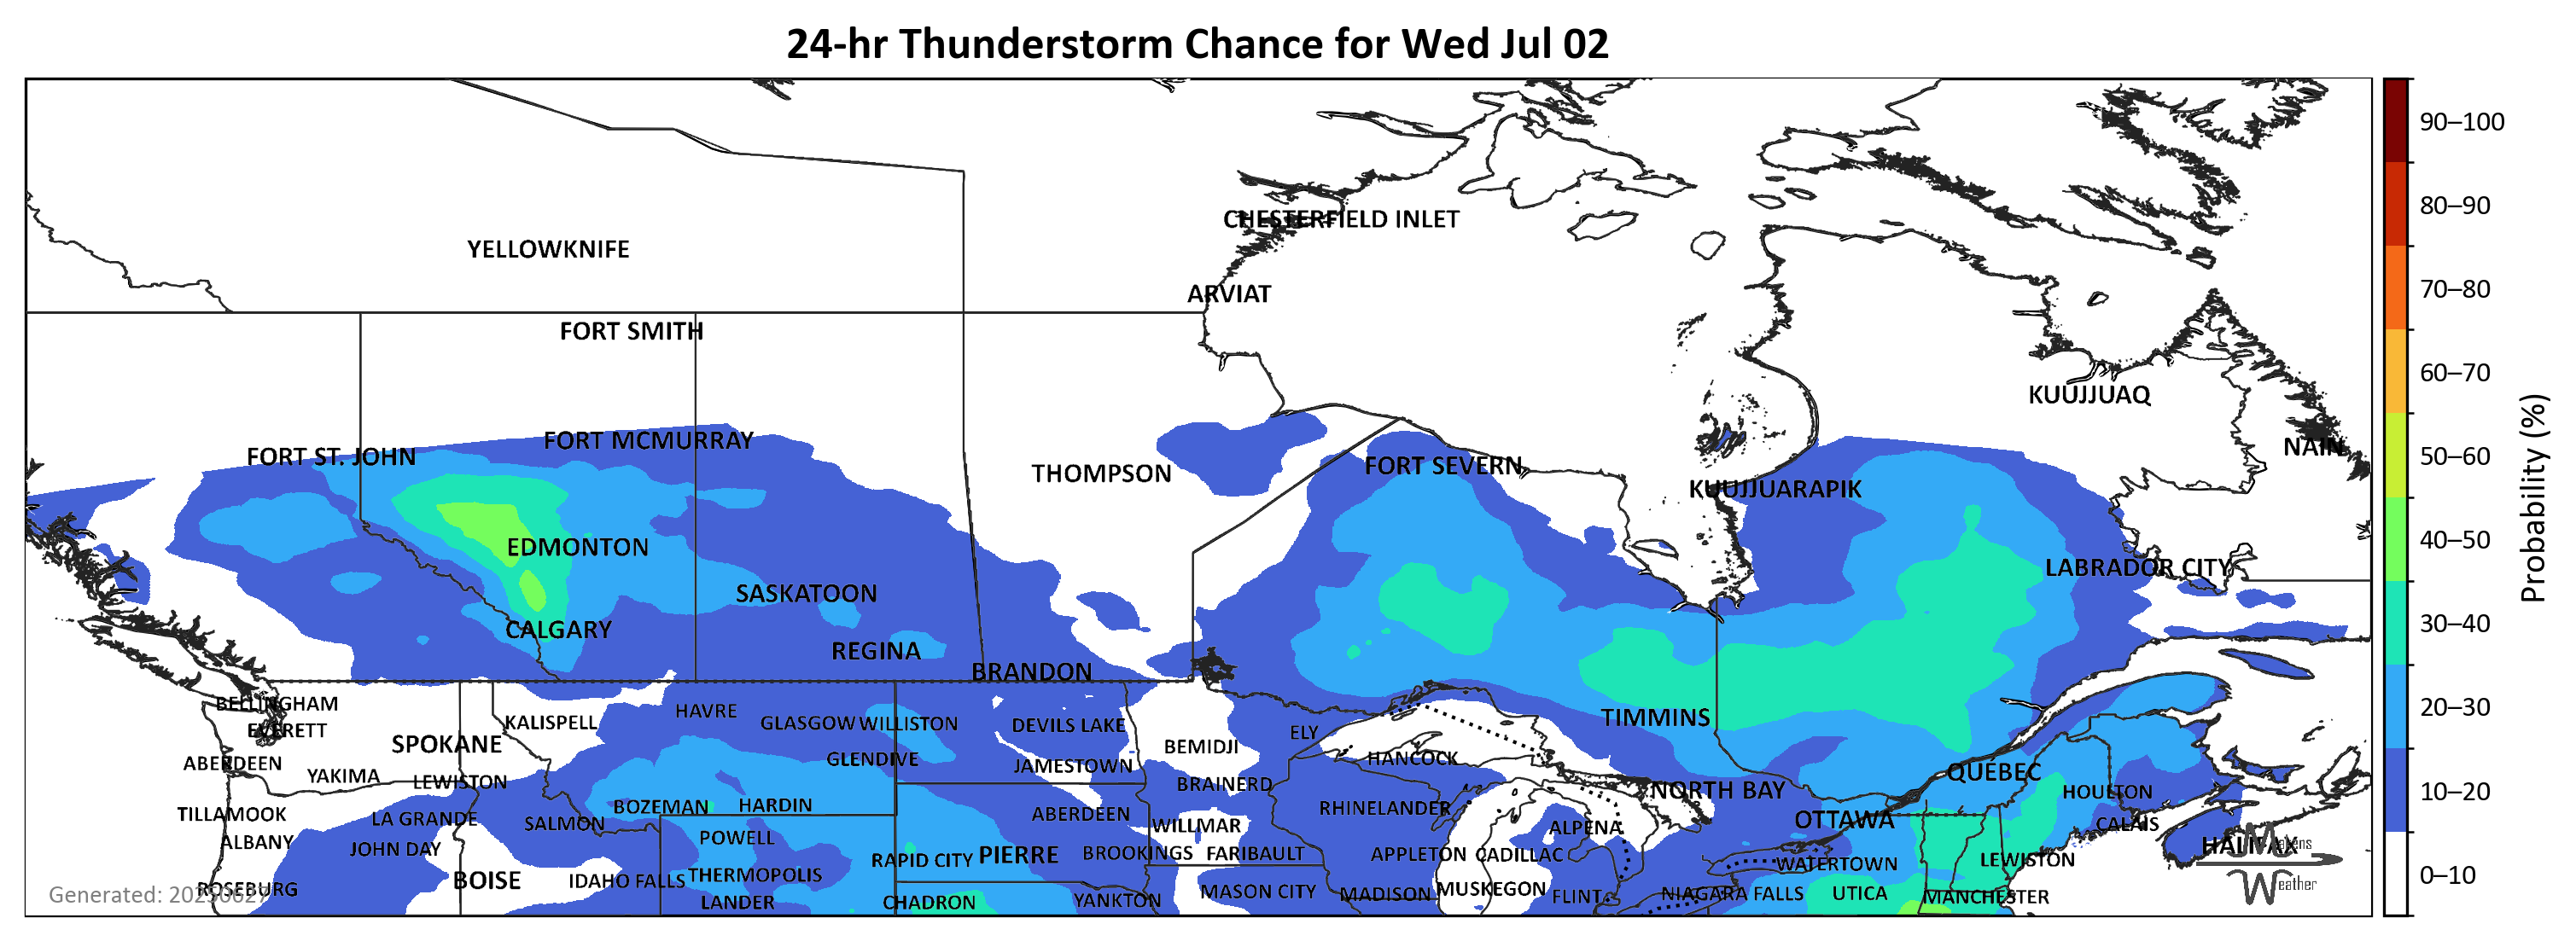 24-hr Thunderstorm Chance for Wed Jul 02
90–100
80–90
70–80
60–70
50–60
40–50
30–40
20–30
10–20
0–10
Probability (%)
CHESTERFIELD INLET
YELLOWKNIFE
ARVIAT
FORT SMITH
KUUJJUAQ
FORT MCMURRAY
NAIN
FORT ST. JOHN
FORT SEVERN
THOMPSON
KUUJJUARAPIK
EDMONTON
LABRADOR CITY
SASKATOON
CALGARY
REGINA
BRANDON
BELLINGHAM
HAVRE
TIMMINS
KALISPELL
GLASGOW
WILLISTON
DEVILS LAKE
EVERETT
ELY
SPOKANE
BEMIDJI
GLENDIVE
HANCOCK
ABERDEEN
JAMESTOWN
QUÉBEC
YAKIMA
LEWISTON
BRAINERD
NORTH BAY
HOULTON
BOZEMAN
HARDIN
RHINELANDER
TILLAMOOK
ABERDEEN
LA GRANDE
OTTAWA
SALMON
WILLMAR
ALPENA
CALAIS
POWELL
ALBANY
HALIFAX
JOHN DAY
BROOKINGS
FARIBAULT
APPLETON
CADILLAC
PIERRE
RAPID CITY
LEWISTON
WATERTOWN
THERMOPOLIS
BOISE
IDAHO FALLS
ROSEBURG
MASON CITY
MADISON
MUSKEGON
NIAGARA FALLS
UTICA
FLINT
MANCHESTER
YANKTON
LANDER
CHADRON
Generated: 20250627
Matens
Weather